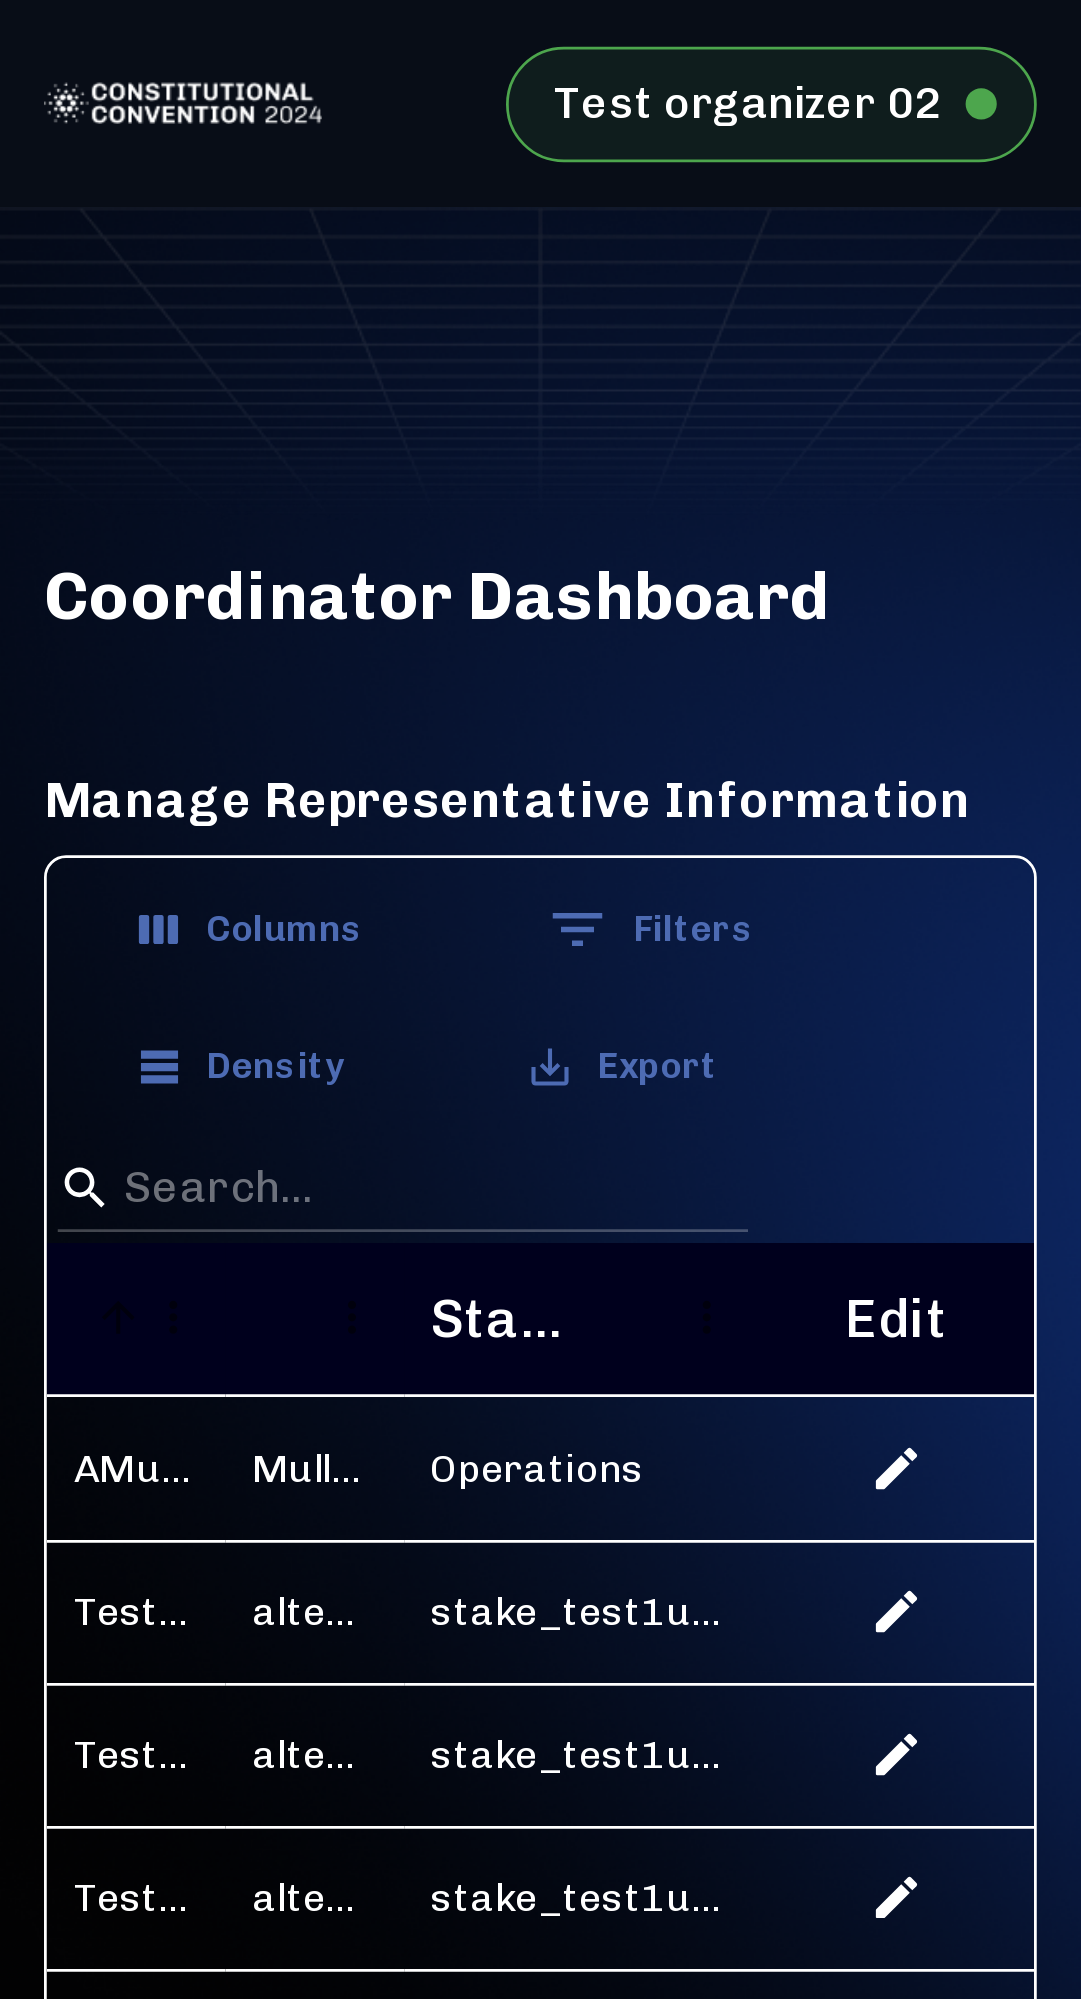 CONSTITUTIONAL
CONVENTION 2024
Test organizer 02
Coordinator Dashboard
Manage Representative Information
Columns
Filters
Density
Export
Search...
Sta...
Edit
AMu...
Mull...
Operations
Test...
alte...
stake_test1u...
Test...
alte...
stake_test1u...
Test...
alte...
stake_test1u...